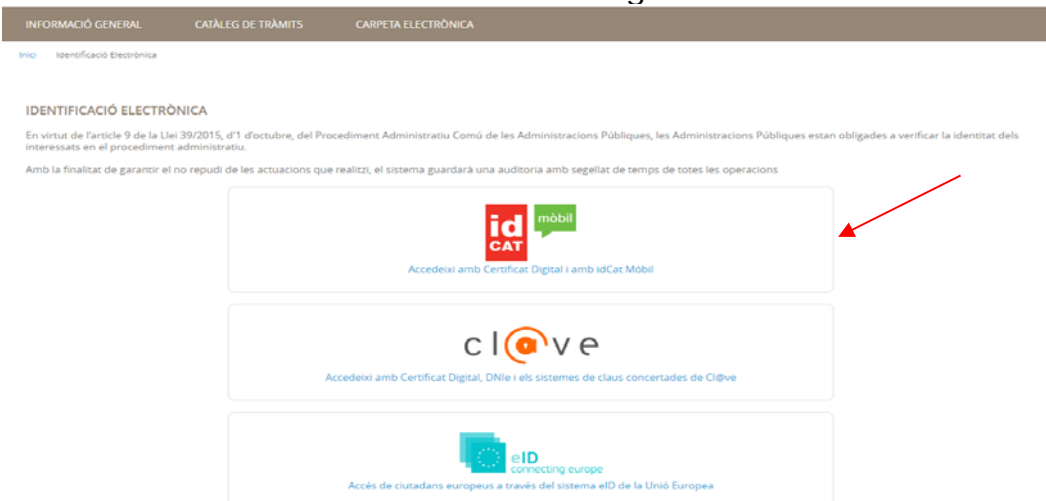 INFORMACIÓ GENERAL CATÀLEG DE TRÀMITS CARPETA ELECTRÒNICA
Inici Identificació Electrònica
IDENTIFICACIÓ ELECTRÒNICA
En virtut de l'article 9 de la Llei 39/2015, d'1 d'octubre, del Procediment Administratiu Comú de les Administracions Públiques, les Administracions Públiques estan obligades a verificar la identitat dels
interessats en el procediment administratiu.
Amb la finalitat de garantir el no repudi de les actuacions que realitzi, el sistema guardarà una auditoria amb segellat de temps de totes les operacions
id mòbil
CAT
Accedeixi amb Certificat Digital i amb idCat Mòbil
cl@ve
Accedeixi amb Certificat Digital, DNIe i els sistemes de claus concertades de Cl@ve
eID
connecting europe
Accés de ciutadans europeus a través del sistema eID de la Unió Europea